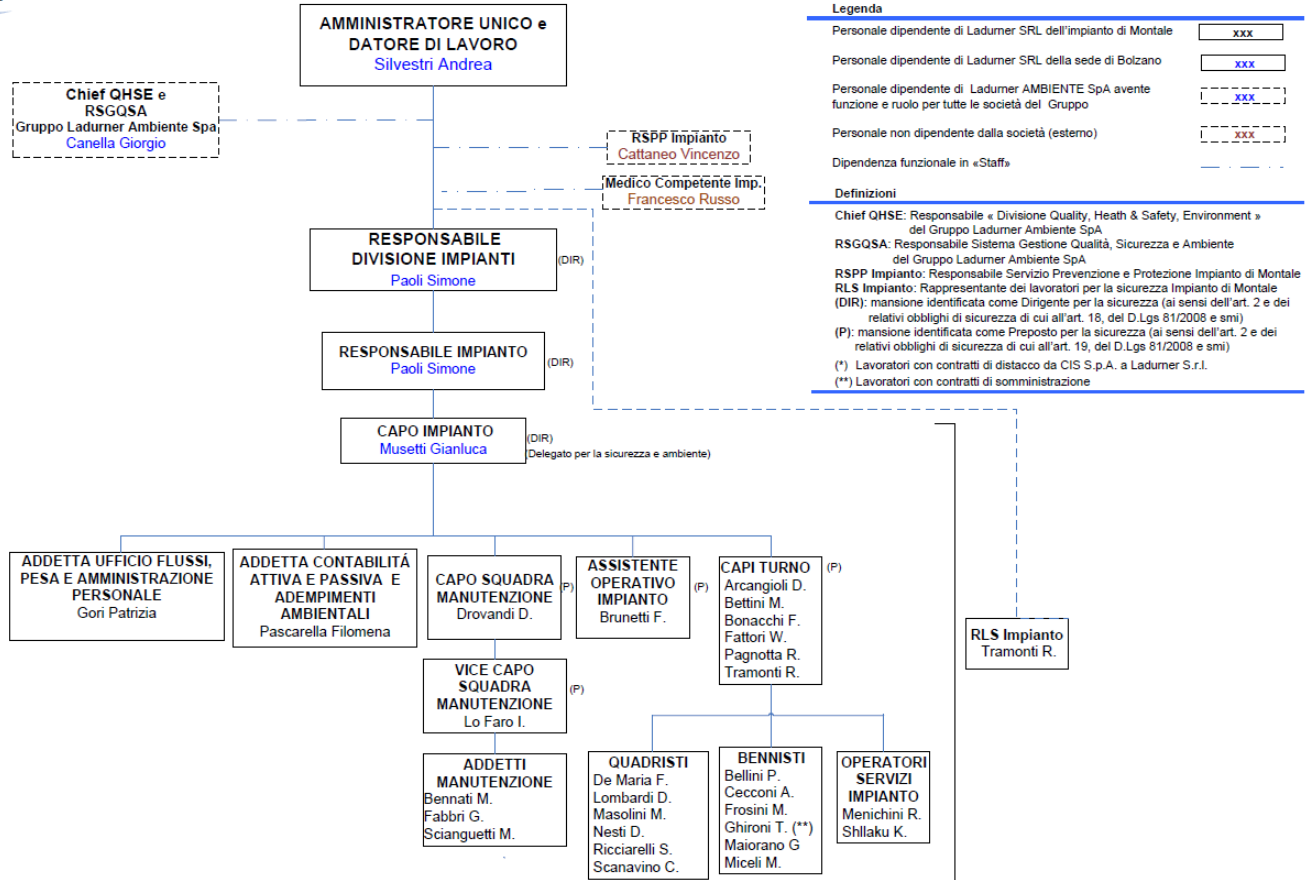 AMMINISTRATORE UNICO e
DATORE DI LAVORO
Silvestri Andrea
Chief QHSE e
RSGQSA
Gruppo Ladurner Ambiente Spa
Canella Giorgio
RSPP Impianto
Cattaneo Vincenzo
Medico Competente Imp.
Francesco Russo
RESPONSABILE
DIVISIONE IMPIANTI
Paoli Simone
(DIR)
RESPONSABILE IMPIANTO
Paoli Simone
(DIR)
CAPO IMPIANTO
Musetti Gianluca
(DIR)
(Delegato per la sicurezza e ambiente)
Legenda
Personale dipendente di Ladurner SRL dell'impianto di Montale
xxx
Personale dipendente di Ladurner SRL della sede di Bolzano
xxx
Personale dipendente di Ladurner AMBIENTE SpA avente
funzione e ruolo per tutte le società del Gruppo
xxx
Personale non dipendente dalla società (esterno)
xxx
Dipendenza funzionale in «Staff»
Definizioni
Chief QHSE: Responsabile « Divisione Quality, Heath & Safety, Environment »
del Gruppo Ladurner Ambiente SpA
RSGQSA: Responsabile Sistema Gestione Qualità, Sicurezza e Ambiente
del Gruppo Ladurner Ambiente SpA
RSPP Impianto: Responsabile Servizio Prevenzione e Protezione Impianto di Montale
RLS Impianto: Rappresentante dei lavoratori per la sicurezza Impianto di Montale
(DIR): mansione identificata come Dirigente per la sicurezza (ai sensi dell'art. 2 e dei
relativi obblighi di sicurezza di cui all'art. 18, del D.Lgs 81/2008 e smi)
(P): mansione identificata come Preposto per la sicurezza (ai sensi dell'art. 2 e dei
relativi obblighi di sicurezza di cui all'art. 19, del D.Lgs 81/2008 e smi)
(*) Lavoratori con contratti di distacco da CIS S.p.A. a Ladurner S.r.l.
(**) Lavoratori con contratti di somministrazione
ADDETTA UFFICIO FLUSSI,
PESA E AMMINISTRAZIONE
PERSONALE
Gori Patrizia
ADDETTA CONTABILITÁ
ATTIVA E PASSIVA E
ADEMPIMENTI
AMBIENTALI
Pascarella Filomena
CAPO SQUADRA
MANUTENZIONE
Drovandi D.
(P)
ASSISTENTE
OPERATIVO
IMPIANTO
Brunetti F.
(P)
CAPI TURNO
Arcangioli D.
Bettini M.
Bonacchi F.
Fattori W.
Pagnotta R.
Tramonti R.
(P)
RLS Impianto
Tramonti R.
VICE CAPO
SQUADRA
MANUTENZIONE
Lo Faro I.
(P)
ADDETTI
MANUTENZIONE
Bennati M.
Fabbri G.
Scianguetti M.
QUADRISTI
De Maria F.
Lombardi D.
Masolini M.
Nesti D.
Ricciarelli S.
Scanavino C.
BENNISTI
Bellini P.
Cecconi A.
Frosini M.
Ghironi T. (**)
Maiorano G
Miceli M.
OPERATORI
SERVIZI
IMPIANTO
Menichini R.
Shllaku K.